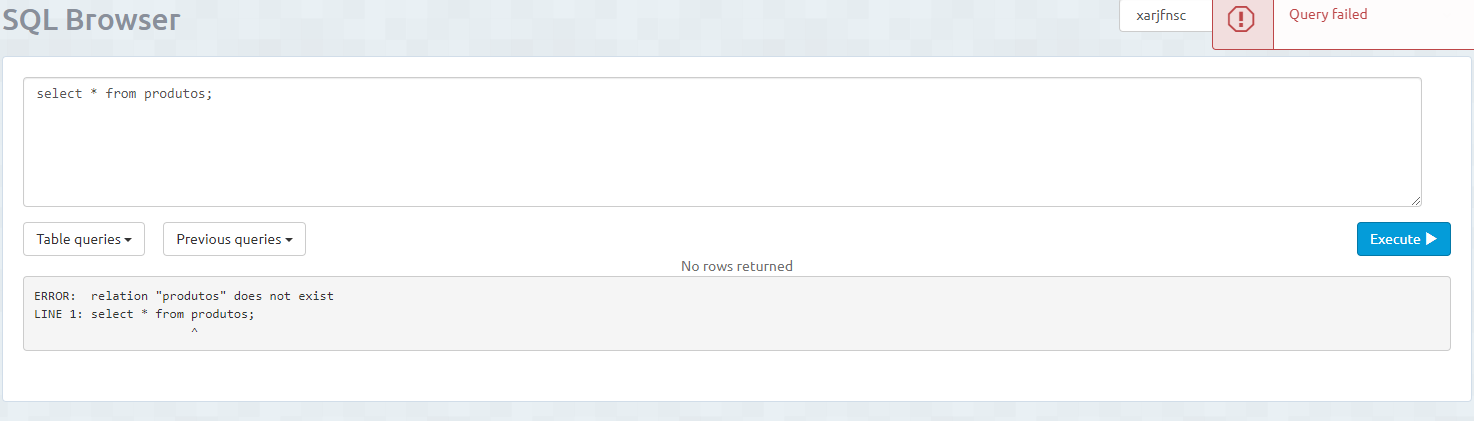 SQL Browser
xarjfnsc
Query failed
select * from produtos;
Table queries
Previous queries
Execute
No rows returned
ERROR:  relation "produtos" does not exist
LINE 1: select * from produtos;
^